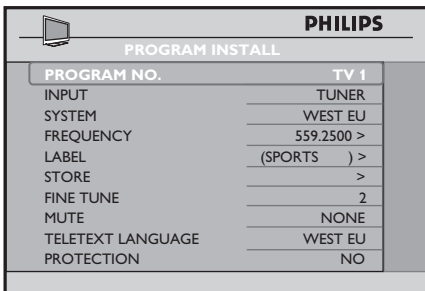 PHILIPS
PROGRAM INSTALL
PROGRAM NO. TV 1
INPUT TUNER
SYSTEM WEST EU
FREQUENCY 559.2500 >
LABEL (SPORTS ) >
STORE >
FINE TUNE 2
MUTE NONE
TELETEXT LANGUAGE WEST EU
PROTECTION NO